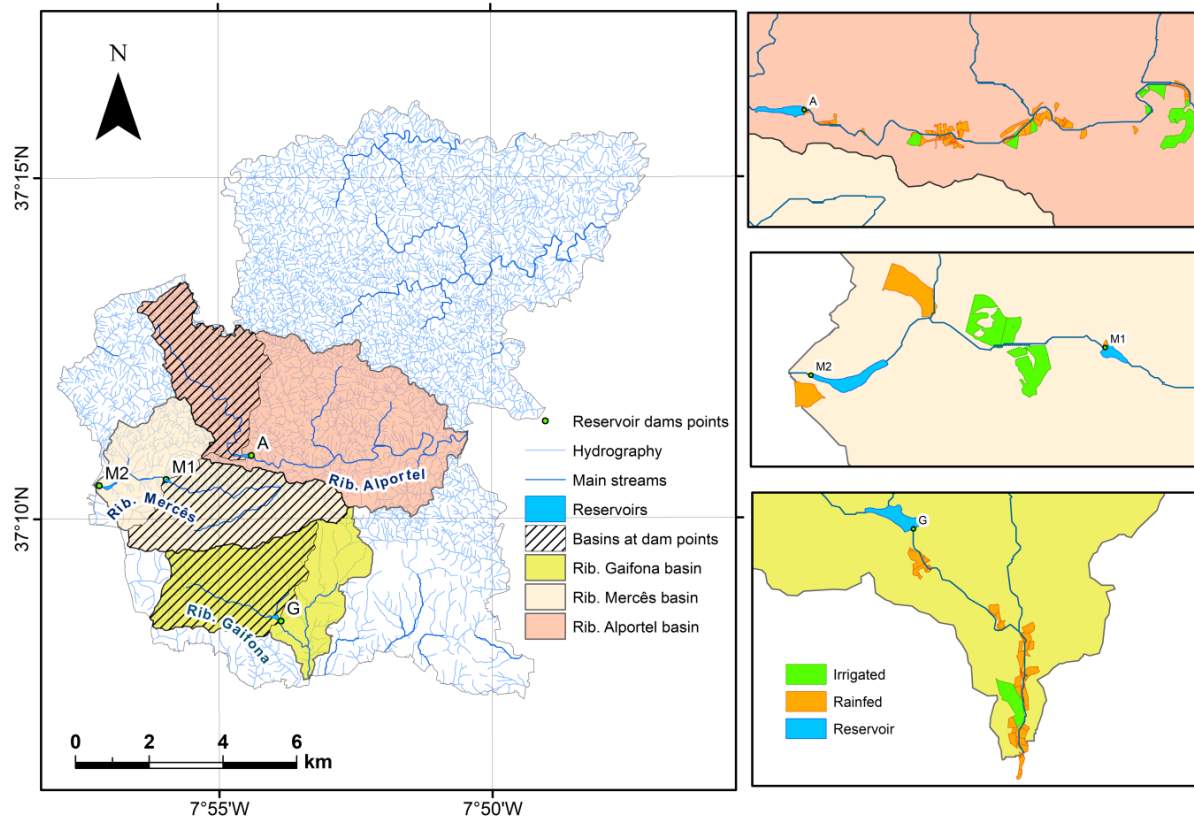 N
37°15'N
37°10'N
7°55'W
7°50'W
A
M2
M1
G
Rib. Alportel
Rib. Mercês
Rib. Gaifona
0
2
4
6
km
Reservoir dams points
Hydrography
Main streams
Reservoirs
Basins at dam points
Rib. Gaifona basin
Rib. Mercês basin
Rib. Alportel basin
A
M2
M1
G
Irrigated
Rainfed
Reservoir